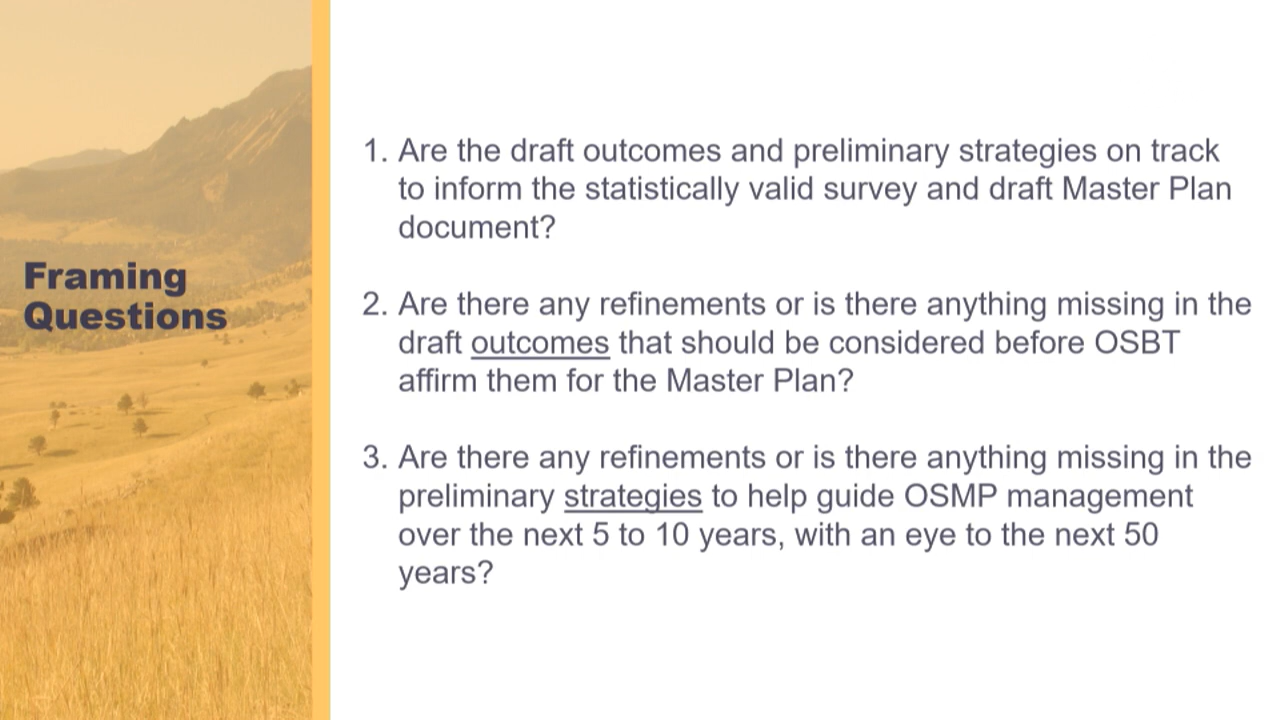 Framing
Questions
1. Are the draft outcomes and preliminary strategies on track
to inform the statistically valid survey and draft Master Plan
document?
2. Are there any refinements or is there anything missing in the
draft outcomes that should be considered before OSBT
affirm them for the Master Plan?
3. Are there any refinements or is there anything missing in the
preliminary strategies to help guide OSMP management
over the next 5 to 10 years, with an eye to the next 50
years?